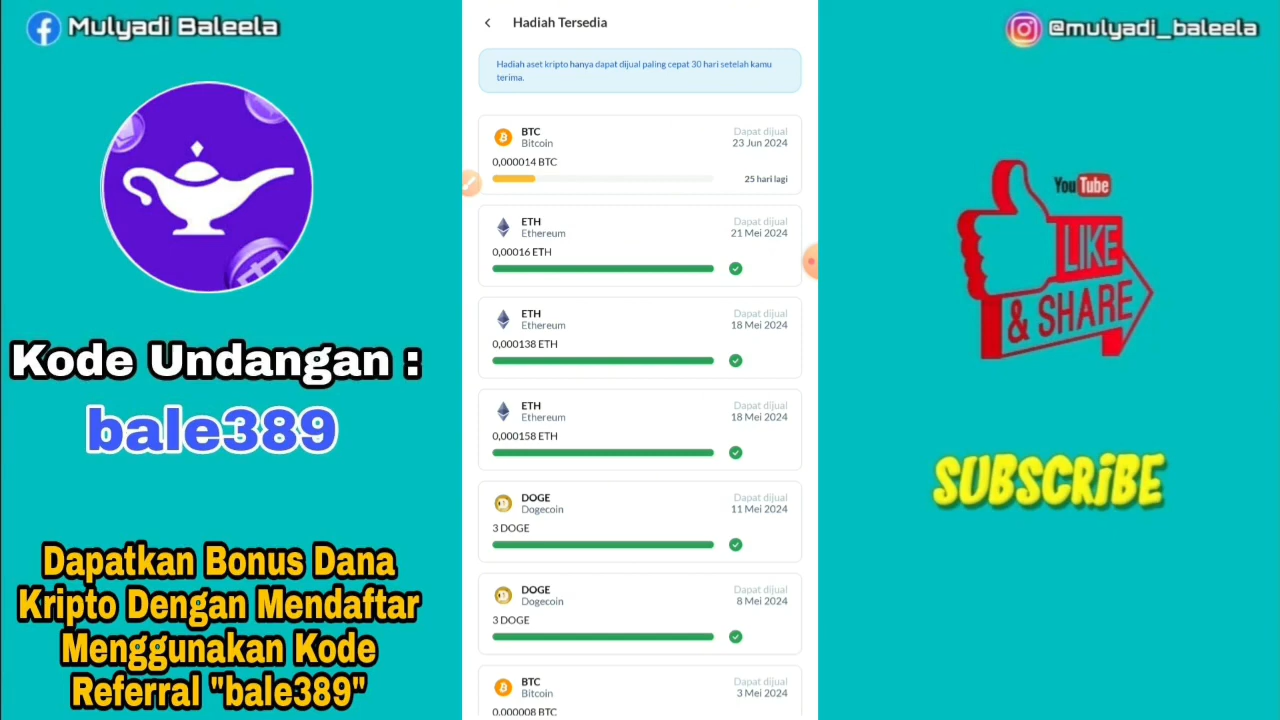 Mulyadi Baleela
Kode Undangan :
bale389
Dapatkan Bonus Dana
Kripto Dengan Mendaftar
Menggunakan Kode
Referral "bale389"
Hadiah Tersedia
Hadiah aset kripto hanya dapat dijual paling cepat 30 hari setelah kamu
terima.
BTC
Bitcoin
Dapat dijual
23 Jun 2024
0,000014 BTC
25 hari lagi
ETH
Ethereum
Dapat dijual
21 Mei 2024
0,00016 ETH
ETH
Ethereum
Dapat dijual
18 Mei 2024
0,000138 ETH
ETH
Ethereum
Dapat dijual
18 Mei 2024
0,000158 ETH
DOGE
Dogecoin
Dapat dijual
11 Mei 2024
3 DOGE
DOGE
Dogecoin
Dapat dijual
8 Mei 2024
3 DOGE
BTC
Bitcoin
Dapat dijual
3 Mei 2024
0,000008 BTC
@mulyadi_baleela
YouTube
LIKE
& SHARE
SUBSCRiBE